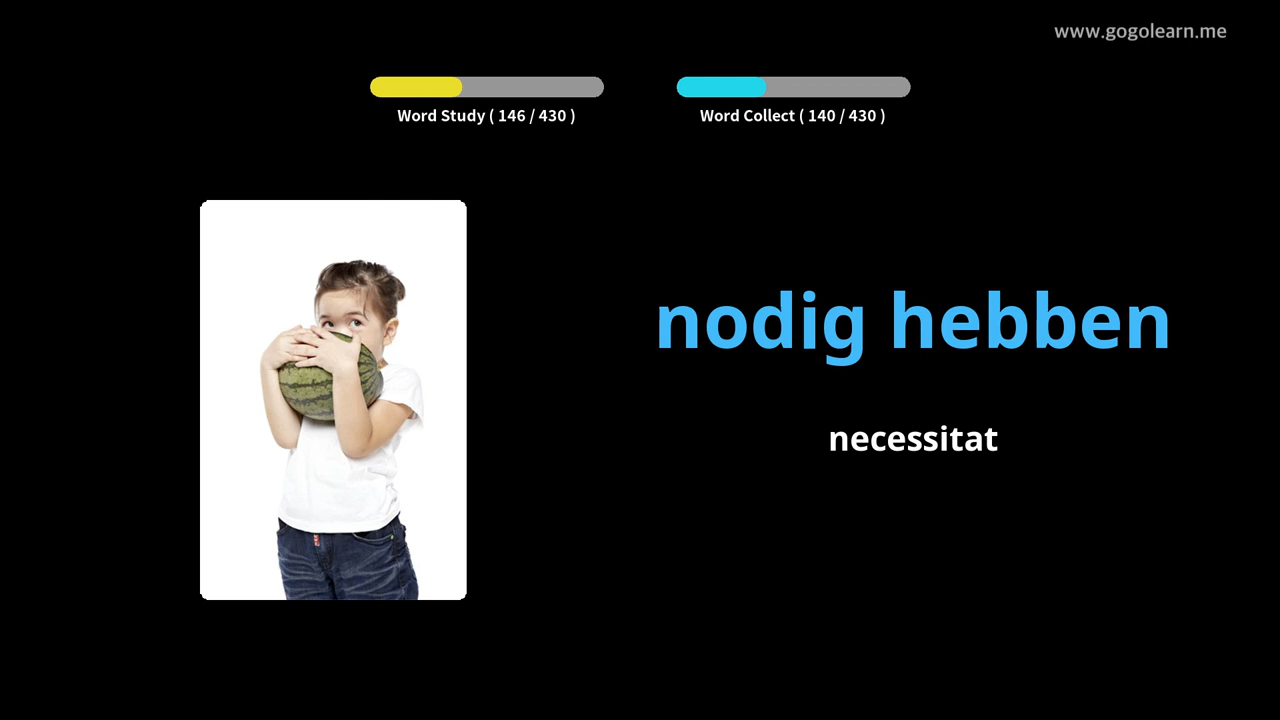 www.gogolearn.me
Word Study ( 146 / 430 )
Word Collect ( 140 / 430 )
nodig hebben
necessitat